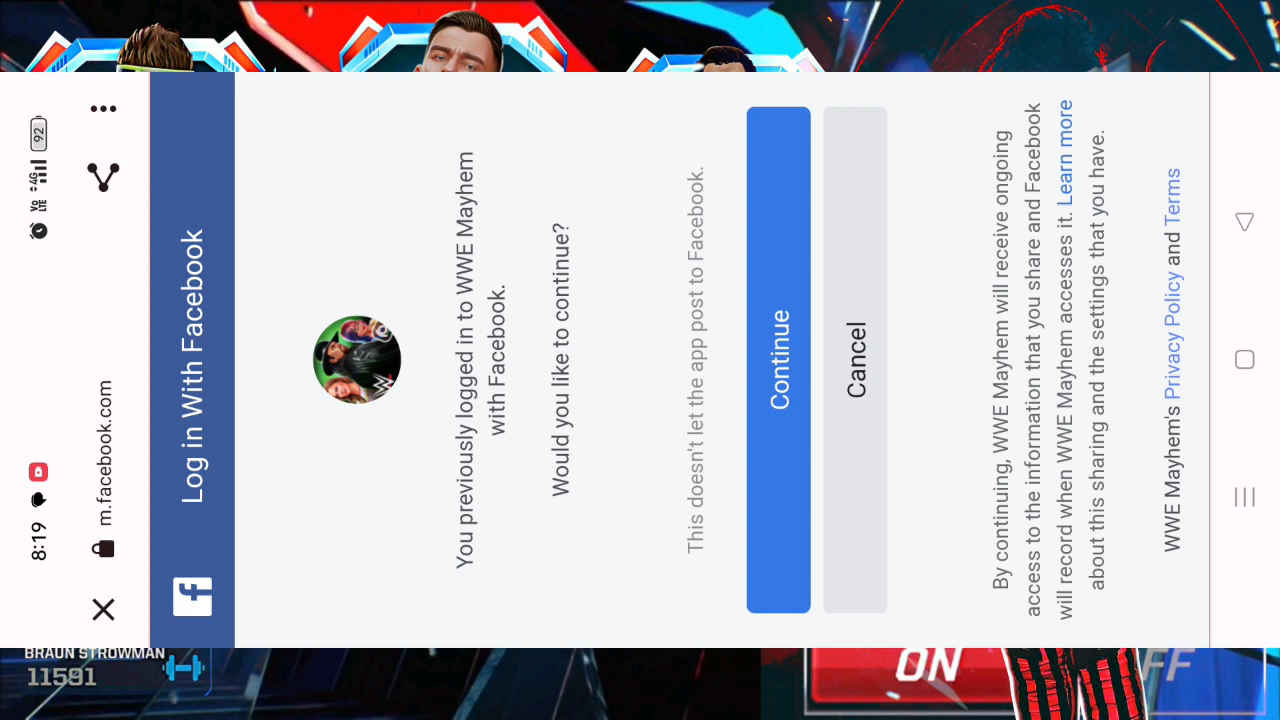 8:19
Vo LTE 4G 92
m.facebook.com
f Log in With Facebook
You previously logged in to WWE Mayhem
with Facebook.
Would you like to continue?
This doesn't let the app post to Facebook.
Continue
Cancel
By continuing, WWE Mayhem will receive ongoing
access to the information that you share and Facebook
will record when WWE Mayhem accesses it. Learn more
about this sharing and the settings that you have.
WWE Mayhem's Privacy Policy and Terms
BRAUN STROWMAN
11591
ON
FF